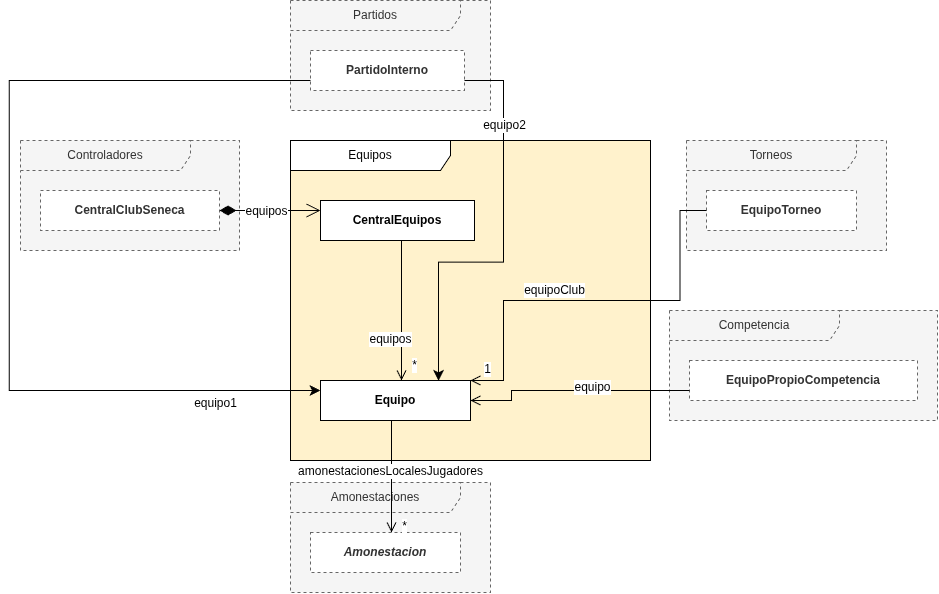 Partidos
PartidoInterno
equipo2
Controladores
Equipos
Torneos
CentralClubSeneca
equipos
CentralEquipos
EquipoTorneo
equipoClub
Competencia
equipos
*
1
EquipoPropioCompetencia
equipo
Equipo
equipo1
amonestacionesLocalesJugadores
Amonestaciones
*
Amonestacion